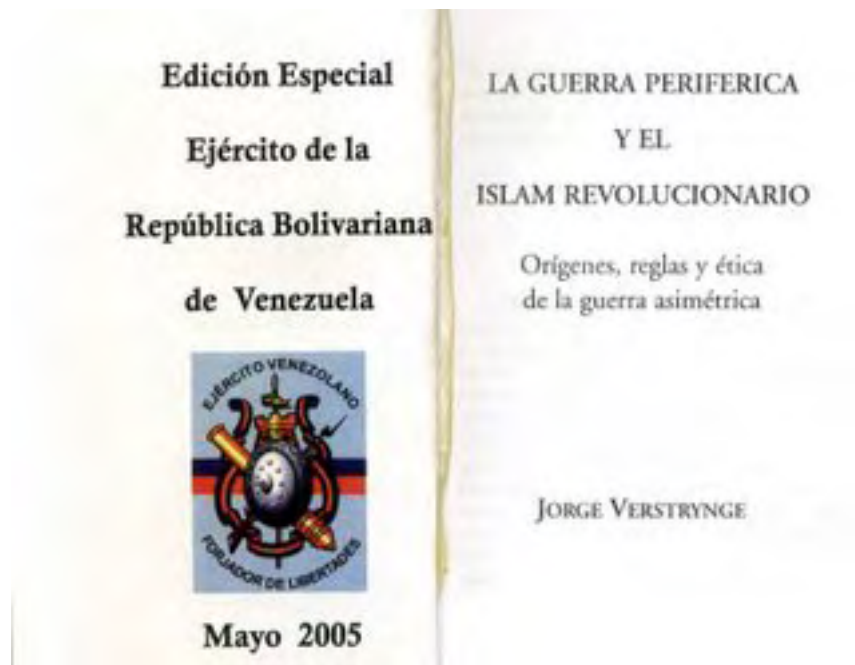 Edición Especial
Ejército de la
República Bolivariana
de Venezuela
EJÉRCITO VENEZOLANO
FORJADOR DE LIBERTADES
Mayo 2005
LA GUERRA PERIFERICA
Y EL
ISLAM REVOLUCIONARIO
Orígenes, reglas y ética
de la guerra asimétrica
JORGE VERSTRYNGE